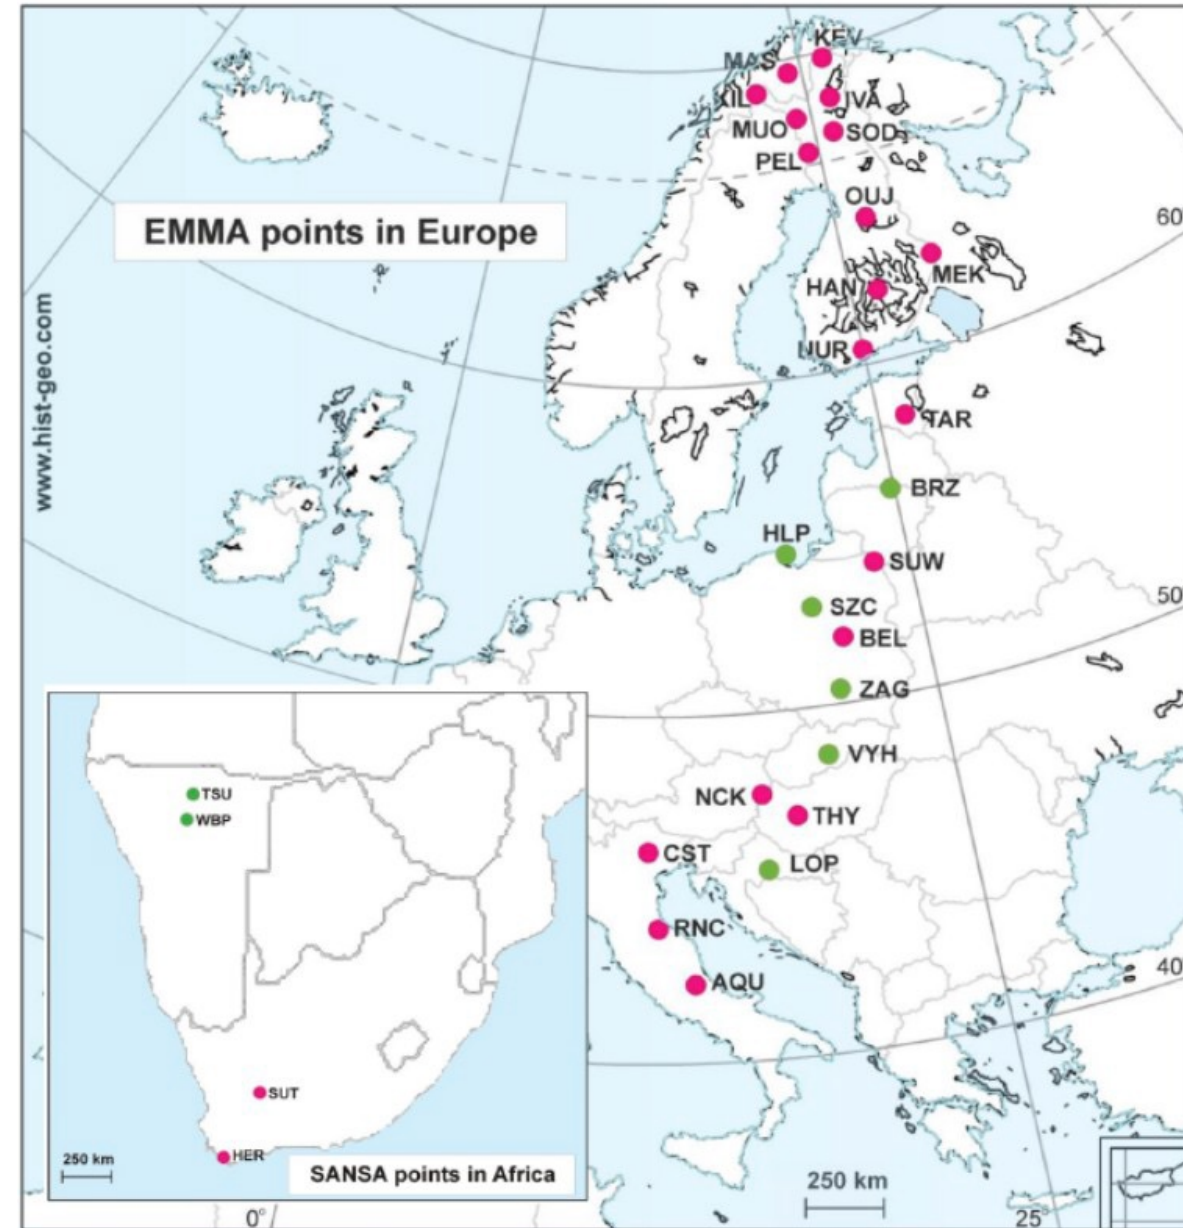 KEV
MAS
KIL
IVA
MUO
SOD
PEL
OUJ
60°
EMMA points in Europe
MEK
HAN
NUR
www.hist-geo.com
TAR
BRZ
HLP
SUW
50°
SZC
BEL
ZAG
VYH
NCK
THY
TSU
WBP
CST
LOP
RNC
40°
AQU
SUT
HER
250 km
SANSA points in Africa
250 km
0°
25°